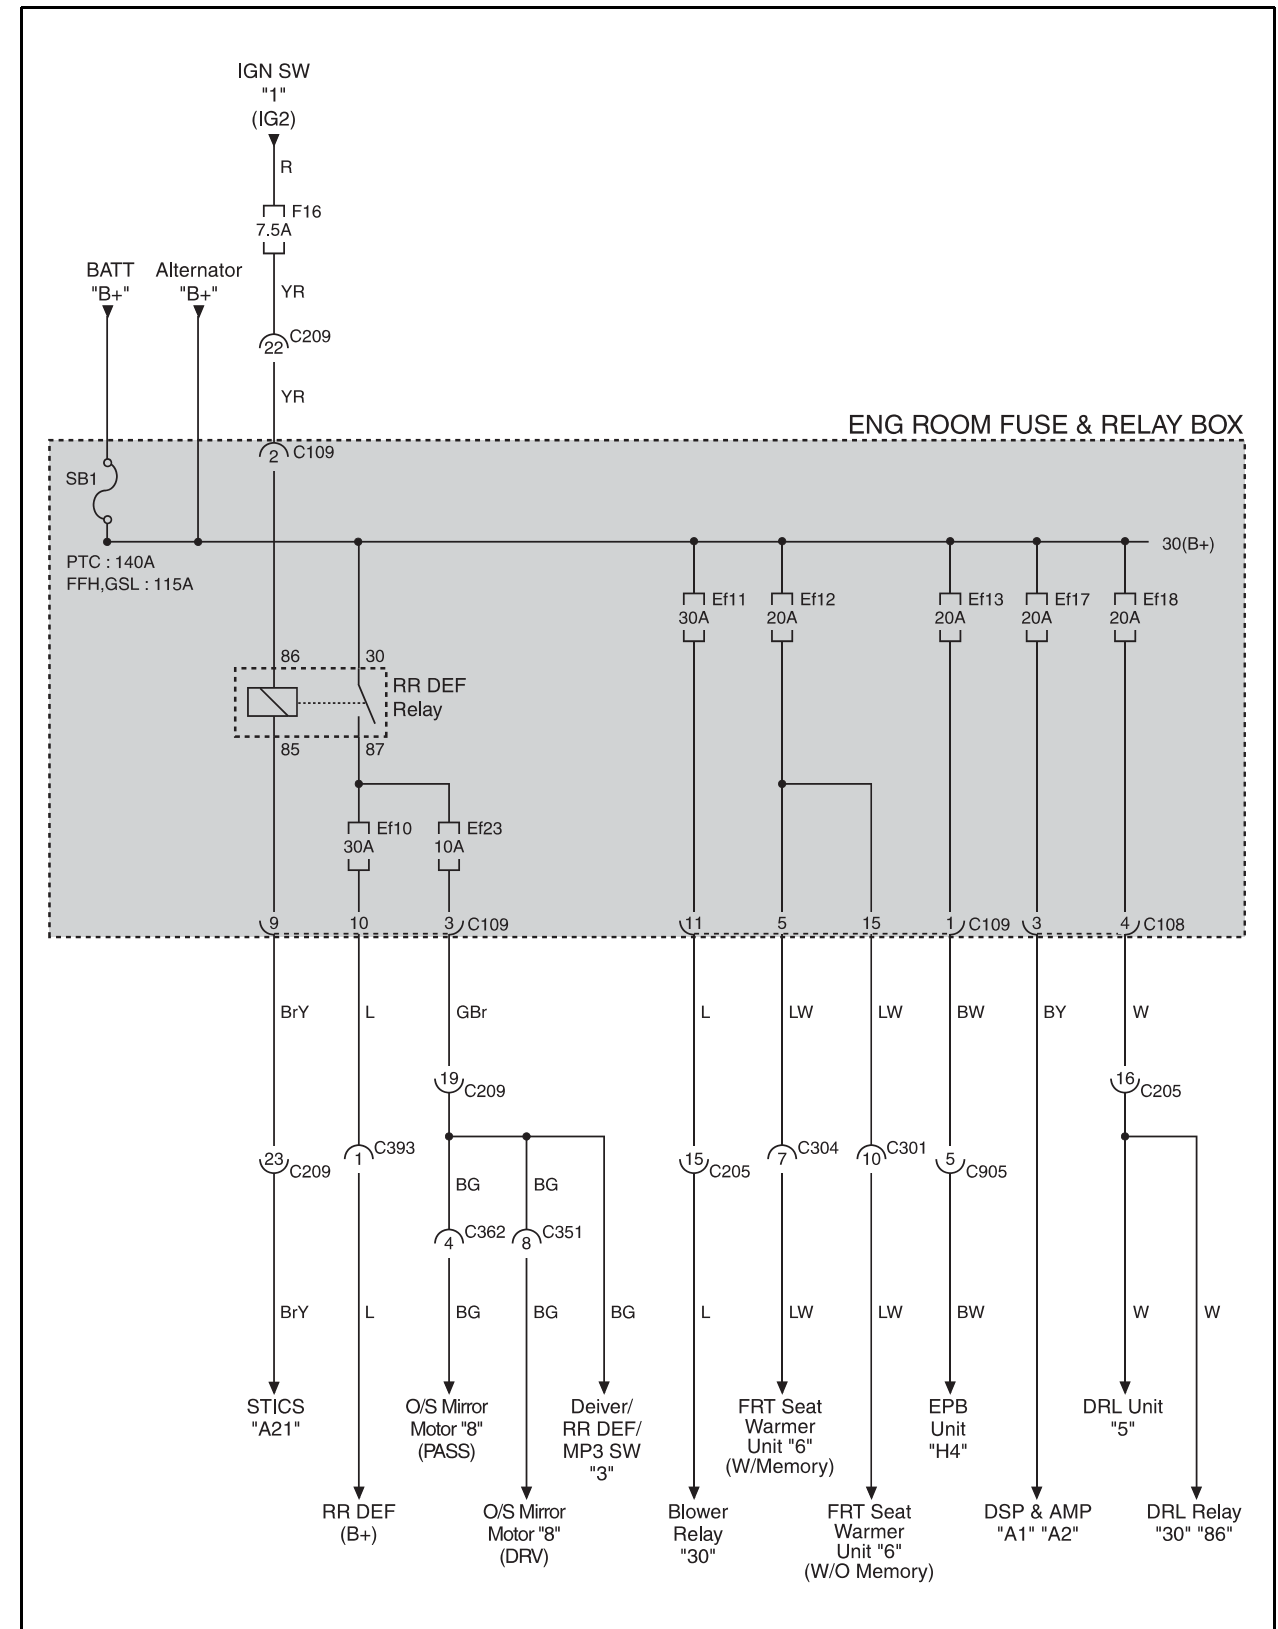 IGN SW
"1"
(IG2)
R
F16
7.5A
BATT
"B+"
Alternator
"B+"
YR
C209
22
YR
ENG ROOM FUSE & RELAY BOX
2
C109
SB1
PTC : 140A
FFH,GSL : 115A
30(B+)
Ef11
30A
Ef12
20A
Ef13
20A
Ef17
20A
Ef18
20A
86
30
RR DEF
Relay
85
87
Ef10
30A
Ef23
10A
9
10
3
C109
11
5
15
1
C109
3
4
C108
BrY
L
GBr
L
LW
LW
BW
BY
W
19
C209
16
C205
23
C209
1
C393
15
C205
7
C304
10
C301
5
C905
BG
BG
4
C362
8
C351
BrY
L
BG
BG
BG
L
LW
LW
BW
W
W
STICS
"A21"
O/S Mirror
Motor "8"
(PASS)
Deiver/
RR DEF/
MP3 SW
"3"
FRT Seat
Warmer
Unit "6"
(W/Memory)
EPB
Unit
"H4"
DRL Unit
"5"
RR DEF
(B+)
O/S Mirror
Motor "8"
(DRV)
Blower
Relay
"30"
FRT Seat
Warmer
Unit "6"
(W/O Memory)
DSP & AMP
"A1" "A2"
DRL Relay
"30" "86"